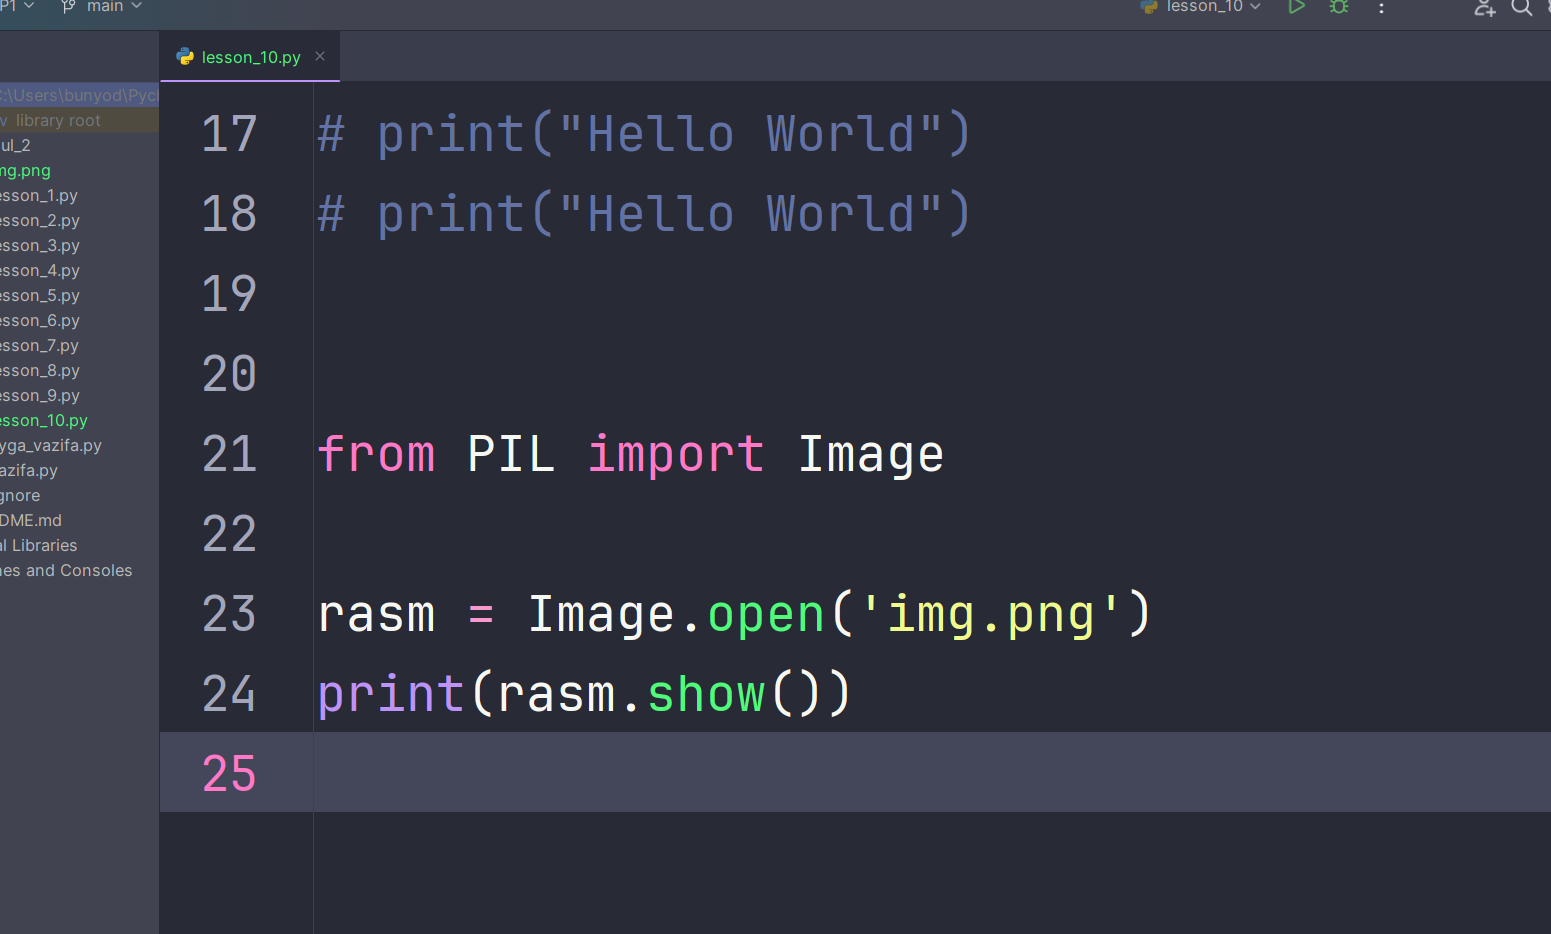 P1 main lesson_10
lesson_10.py
C:\Users\bunyod\Pyc
library root
ul_2
mg.png
esson_1.py
esson_2.py
esson_3.py
esson_4.py
esson_5.py
esson_6.py
esson_7.py
esson_8.py
esson_9.py
esson_10.py
yga_vazifa.py
azifa.py
gnore
DME.md
al Libraries
hes and Consoles
17 # print("Hello World")
18 # print("Hello World")
19
20
21 from PIL import Image
22
23 rasm = Image.open('img.png')
24 print(rasm.show())
25